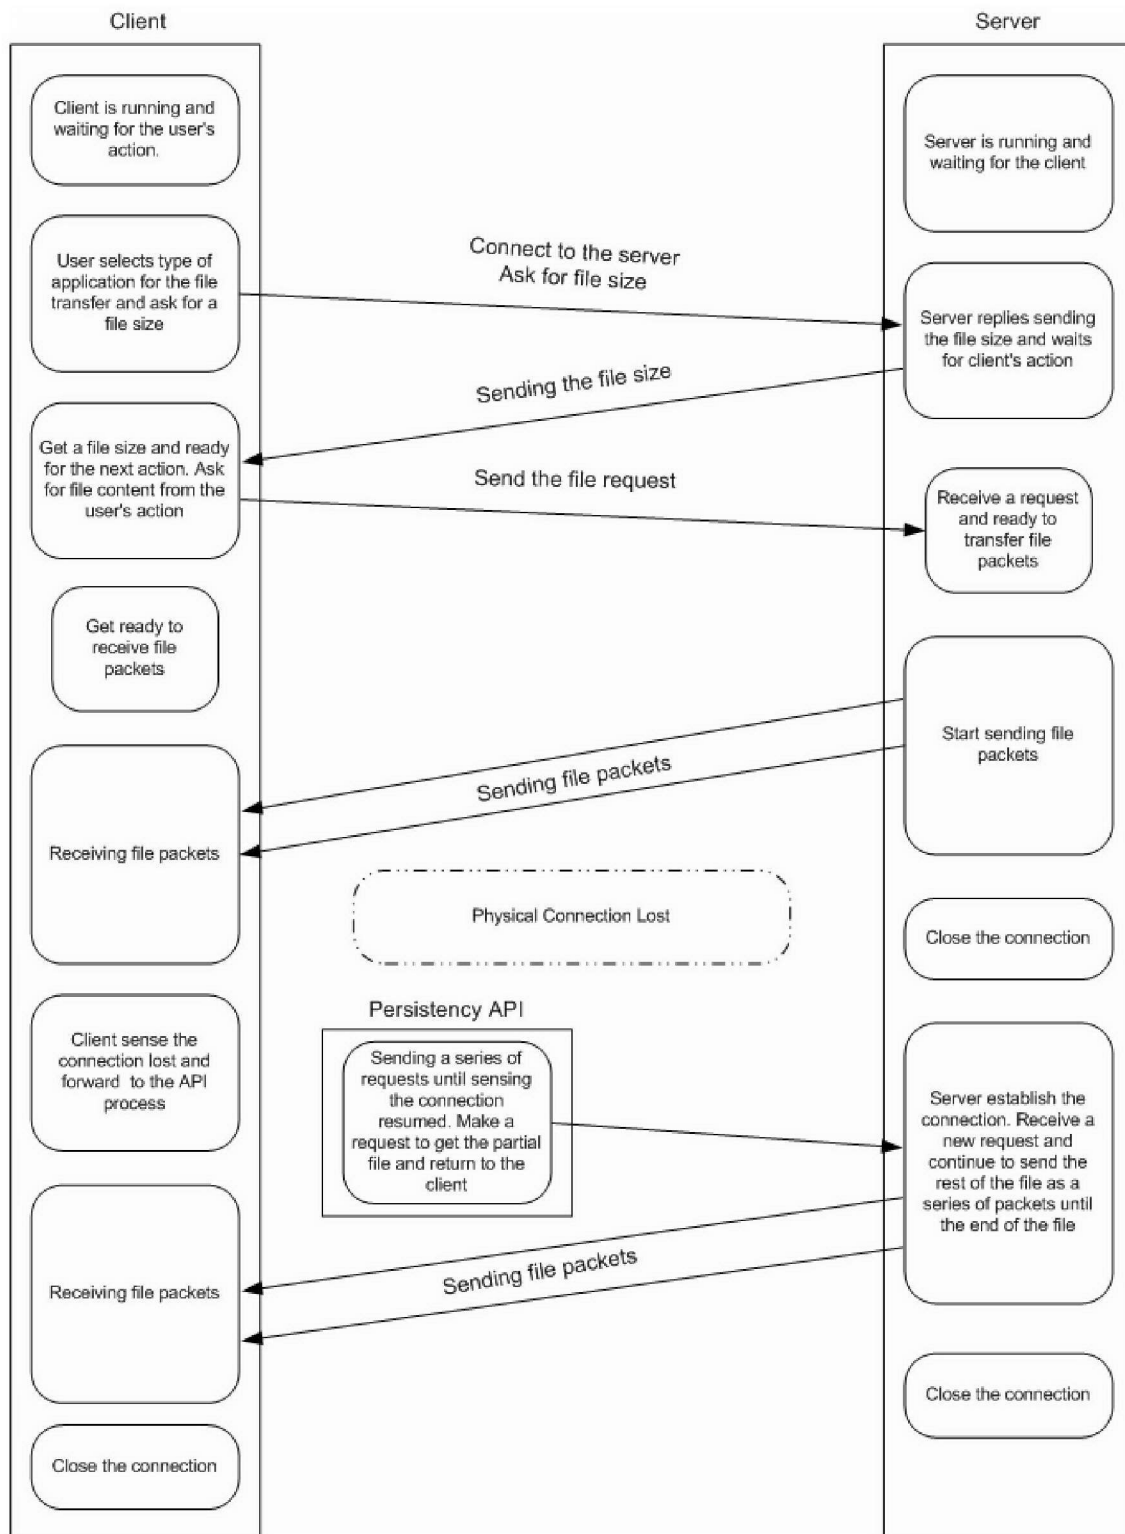 Client
Server
Client is running and
waiting for the user's
action.
Server is running and
waiting for the client
User selects type of
application for the file
transfer and ask for a
file size
Connect to the server
Ask for file size
Server replies sending
the file size and waits
for client's action
Sending the file size
Get a file size and ready
for the next action. Ask
for file content from the
user's action
Send the file request
Receive a request
and ready to
transfer file
packets
Get ready to
receive file
packets
Start sending file
packets
Sending file packets
Receiving file packets
Physical Connection Lost
Close the connection
Persistency API
Client sense the
connection lost and
forward to the API
process
Sending a series of
requests until sensing
the connection
resumed. Make a
request to get the partial
file and return to the
client
Server establish the
connection. Receive a
new request and
continue to send the
rest of the file as a
series of packets until
the end of the file
Sending file packets
Receiving file packets
Close the connection
Close the connection